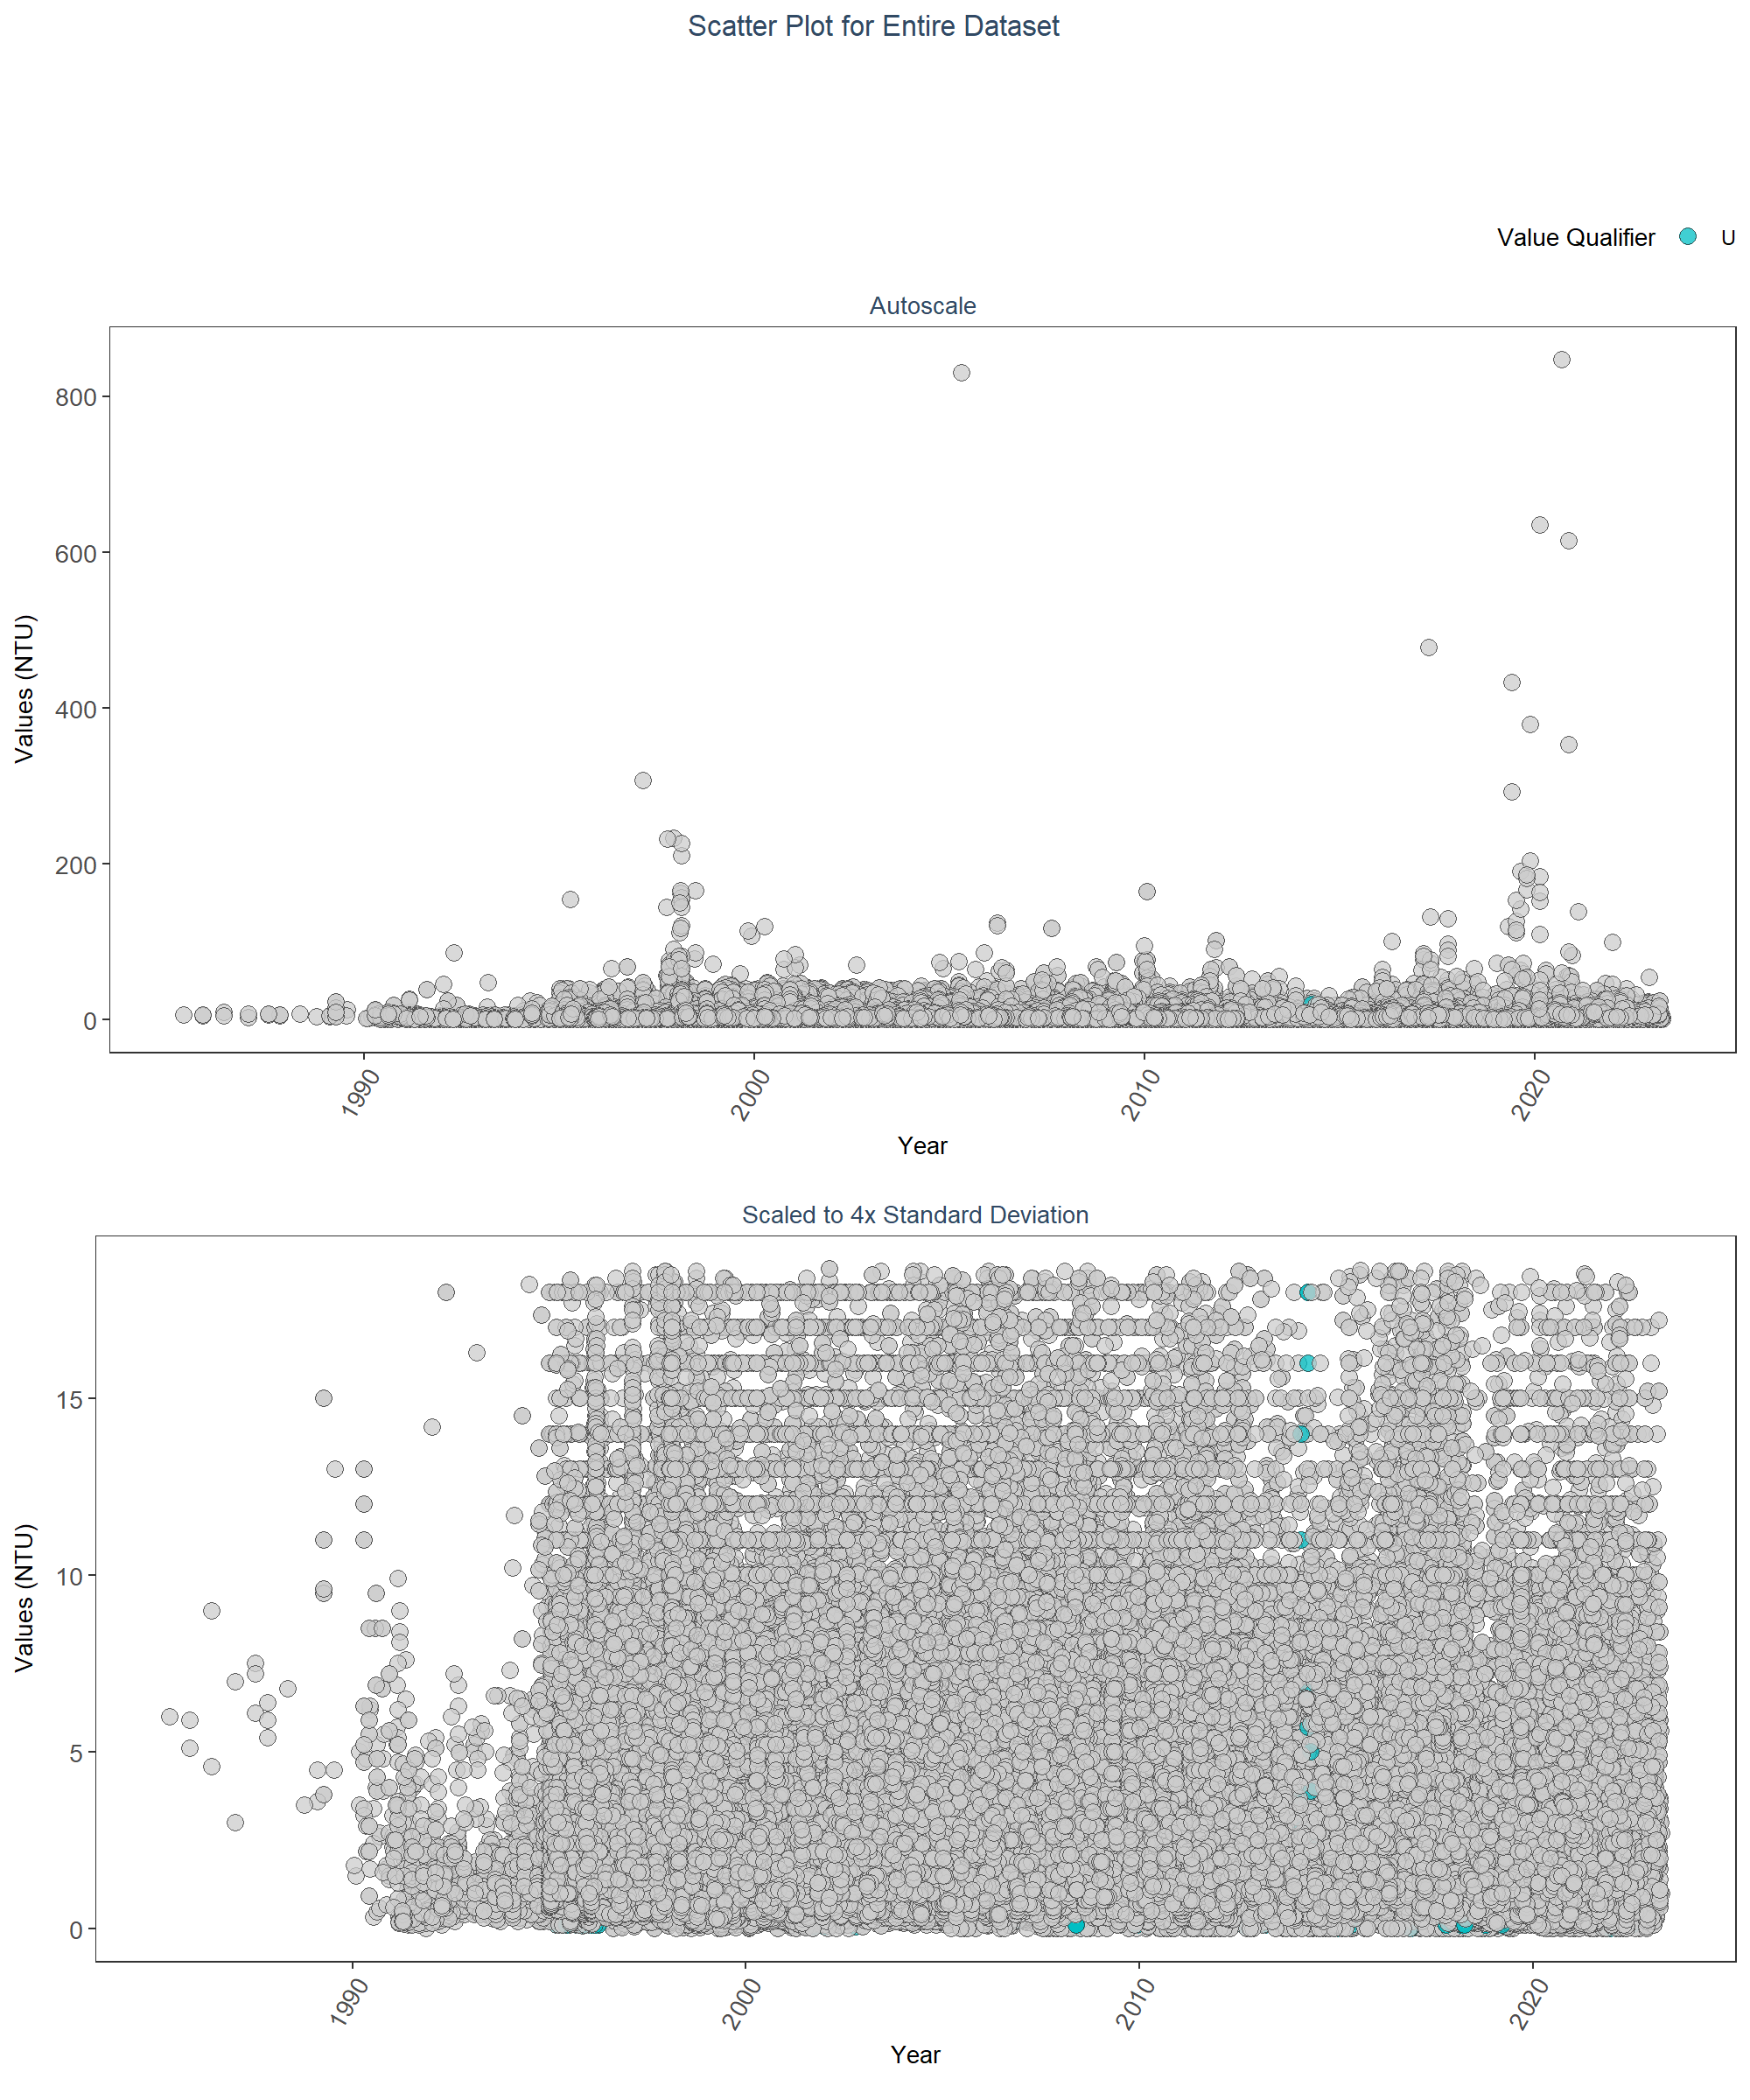 Scatter Plot for Entire Dataset
Value Qualifier U
Autoscale
Values (NTU)
800
600
400
200
0
1990 2000 2010 2020
Year
Scaled to 4x Standard Deviation
Values (NTU)
15
10
5
0
1990 2000 2010 2020
Year